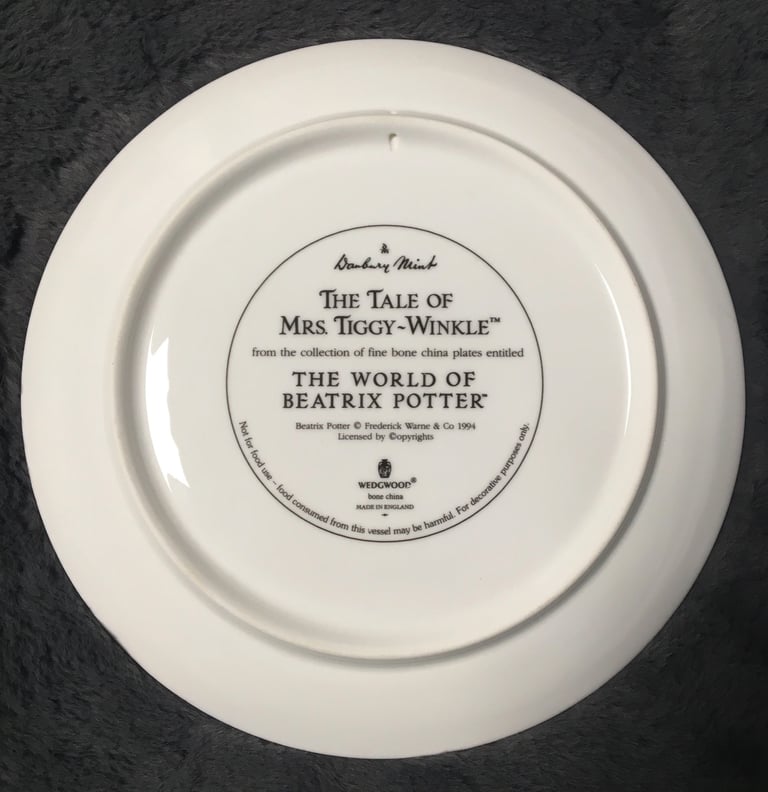 Danbury Mint
THE TALE OF
MRS. TIGGY~WINKLE™
from the collection of fine bone china plates entitled
THE WORLD OF
BEATRIX POTTER™
Beatrix Potter © Frederick Warne & Co 1994
Licensed by ©opyrights
WEDGWOOD®
bone china
MADE IN ENGLAND
Not for food use – food consumed from this vessel may be harmful. For decorative purposes only.